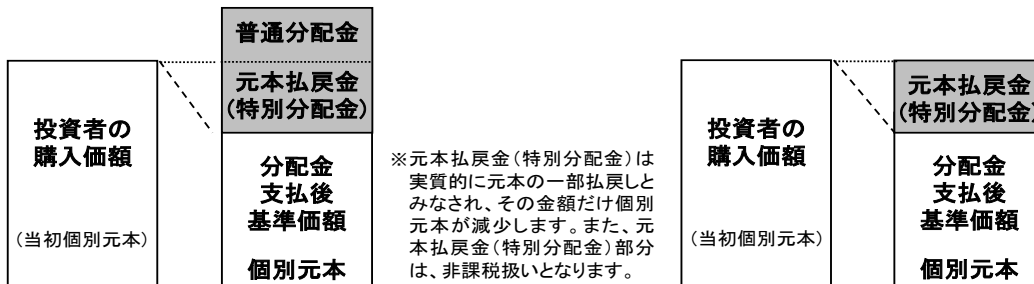 普通分配金
元本払戻金
(特別分配金)
投資者の
購入価額
(当初個別元本)
分配金
支払後
基準価額
個別元本
※元本払戻金(特別分配金)は
実質的に元本の一部払戻しと
みなされ、その金額だけ個別
元本が減少します。また、元
本払戻金(特別分配金)部分
は、非課税扱いとなります。
投資者の
購入価額
(当初個別元本)
元本払戻金
(特別分配金)
分配金
支払後
基準価額
個別元本